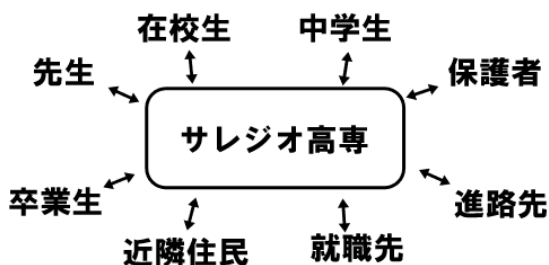 在校生
中学生
先生
保護者
サレジオ高専
卒業生
進路先
近隣住民
就職先